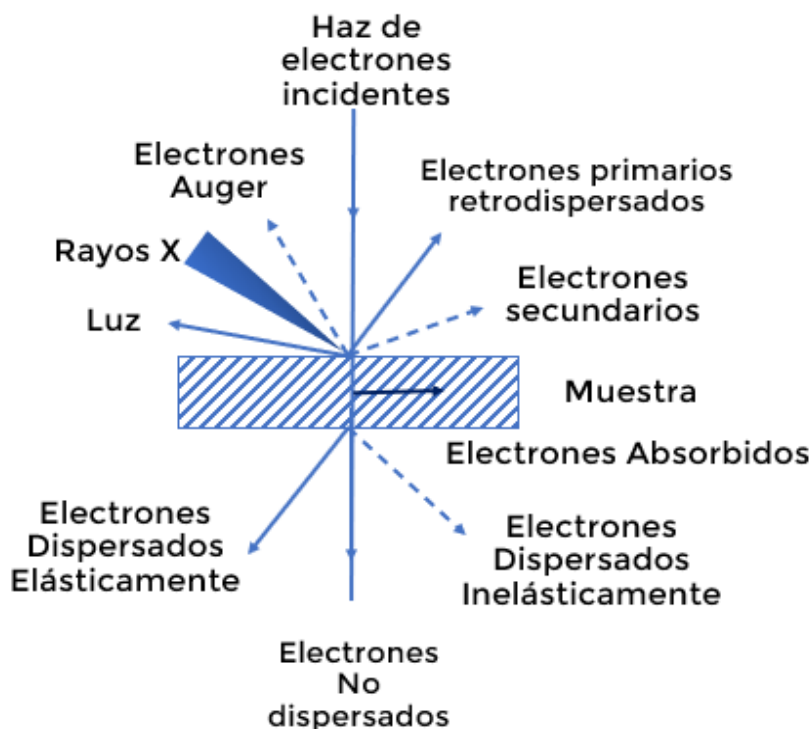 Haz de
electrones
incidentes
Electrones
Auger
Electrones primarios
retrodispersados
Rayos X
Electrones
secundarios
Luz
Muestra
Electrones Absorbidos
Electrones
Dispersados
Elásticamente
Electrones
Dispersados
Inelásticamente
Electrones
No
dispersados